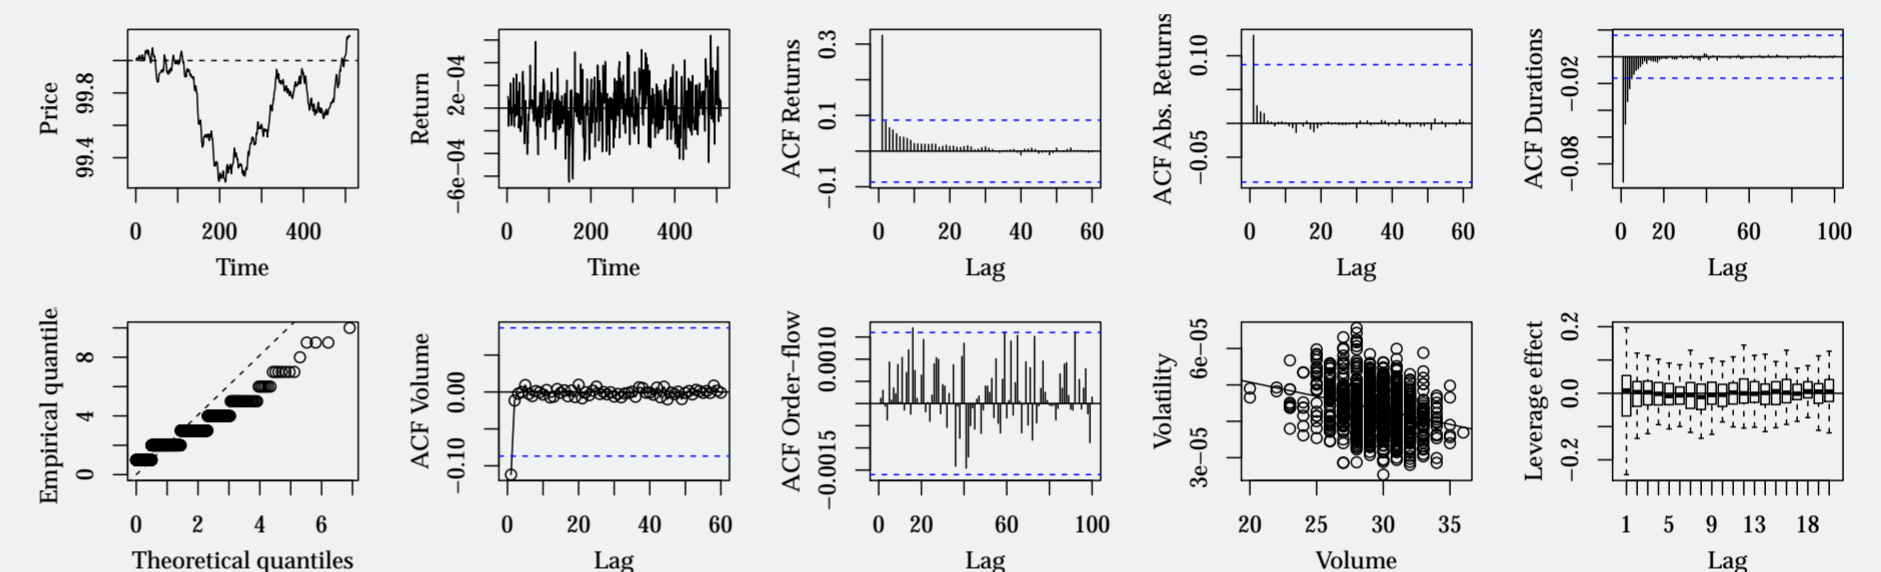 Price
99.8
99.4
0 200 400
Time
Return
2e−04
−6e−04
0 200 400
Time
ACF Returns
0.3
0.1
−0.1
0 20 40 60
Lag
ACF Abs. Returns
0.10
−0.05
0 20 40 60
Lag
ACF Durations
−0.02
−0.08
0 20 60 100
Lag
Empirical quantile
8
4
0
0 2 4 6
Theoretical quantiles
ACF Volume
0.00
−0.10
0 20 40 60
Lag
ACF Order−flow
0.0010
−0.0015
0 20 60 100
Lag
Volatility
6e−05
3e−05
20 25 30 35
Volume
Leverage effect
0.2
0.0
−0.2
1 5 9 13 18
Lag